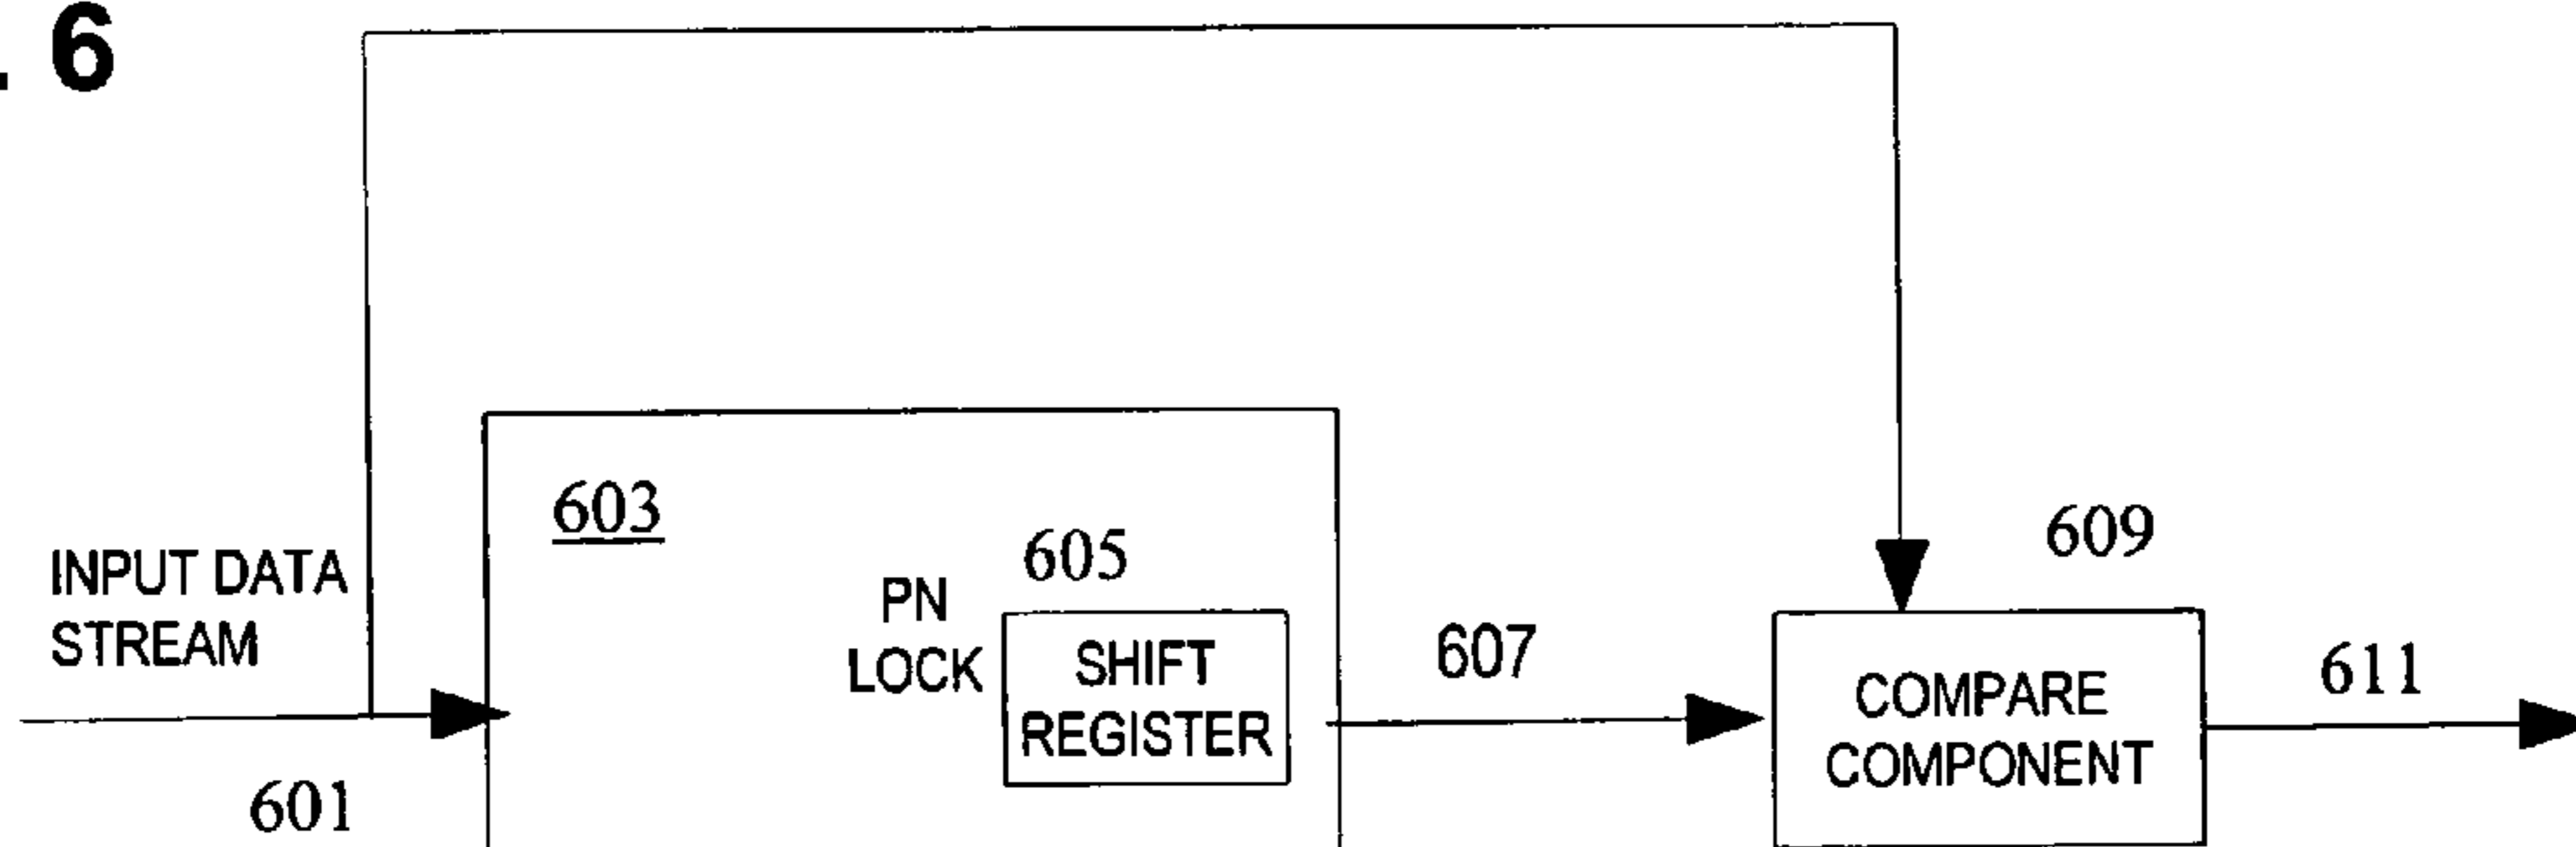 . 6
603
605
609
INPUT DATA
STREAM
PN
LOCK
SHIFT
REGISTER
607
COMPARE
COMPONENT
611
601